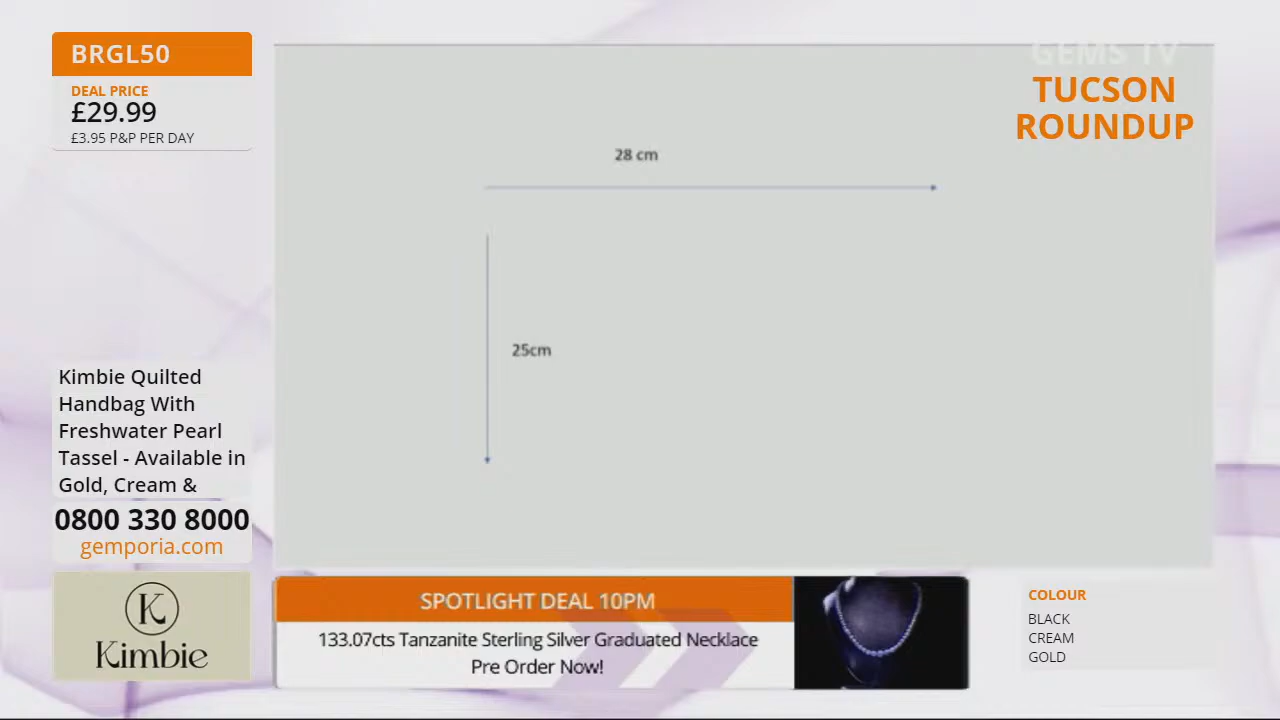 BRGL50
DEAL PRICE
£29.99
£3.95 P&P PER DAY
GEMS TV
TUCSON
ROUNDUP
28 cm
25cm
Kimbie Quilted
Handbag With
Freshwater Pearl
Tassel - Available in
Gold, Cream &
0800 330 8000
gemporia.com
K
Kimbie
SPOTLIGHT DEAL 10PM
133.07cts Tanzanite Sterling Silver Graduated Necklace
Pre Order Now!
COLOUR
BLACK
CREAM
GOLD